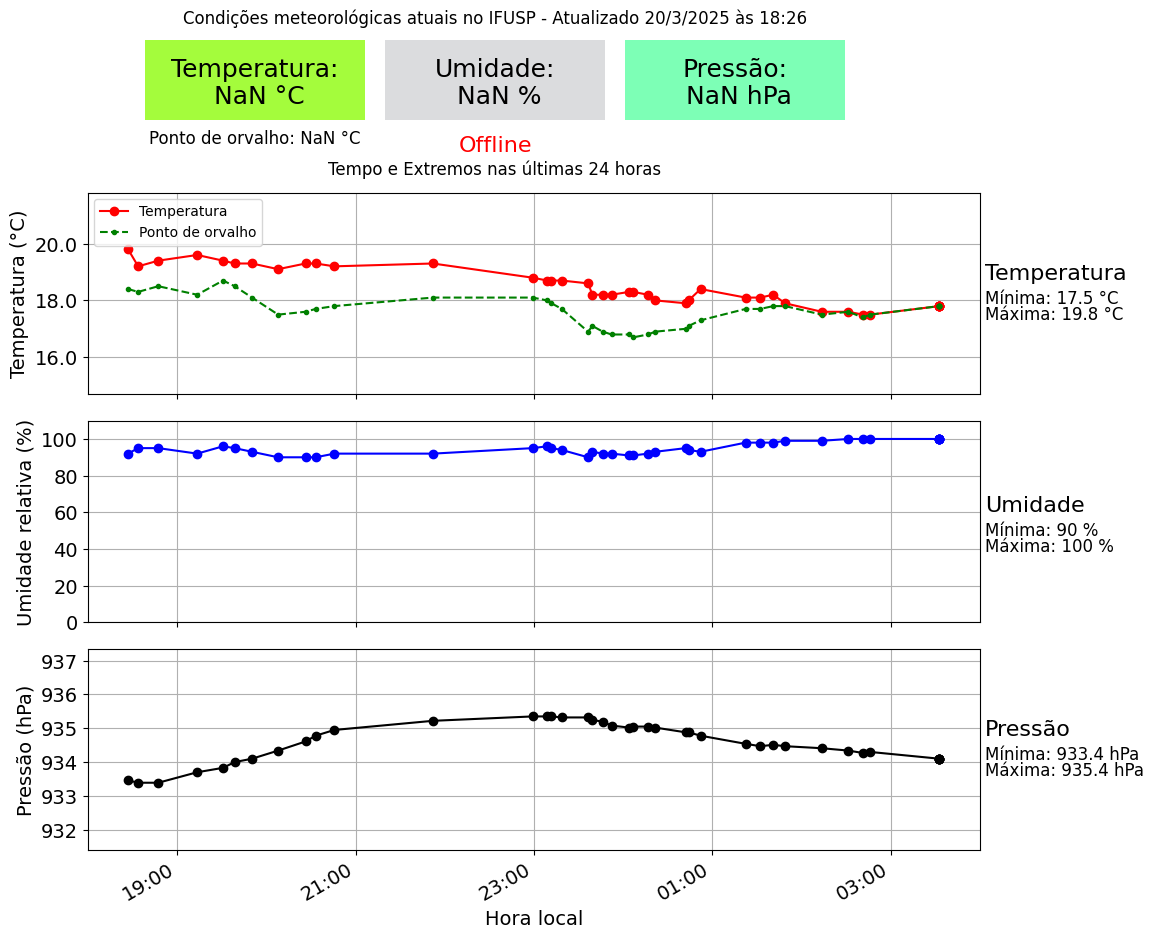 Condições meteorológicas atuais no IFUSP - Atualizado 20/3/2025 às 18:26
Temperatura:
NaN °C
Umidade:
NaN %
Pressão:
NaN hPa
Ponto de orvalho: NaN °C
Offline
Tempo e Extremos nas últimas 24 horas
Temperatura (°C)
20.0
18.0
16.0
Temperatura
Ponto de orvalho
Temperatura
Mínima: 17.5 °C
Máxima: 19.8 °C
Umidade relativa (%)
100
80
60
40
20
0
Umidade
Mínima: 90 %
Máxima: 100 %
Pressão (hPa)
937
936
935
934
933
932
Pressão
Mínima: 933.4 hPa
Máxima: 935.4 hPa
19:00
21:00
23:00
01:00
03:00
Hora local